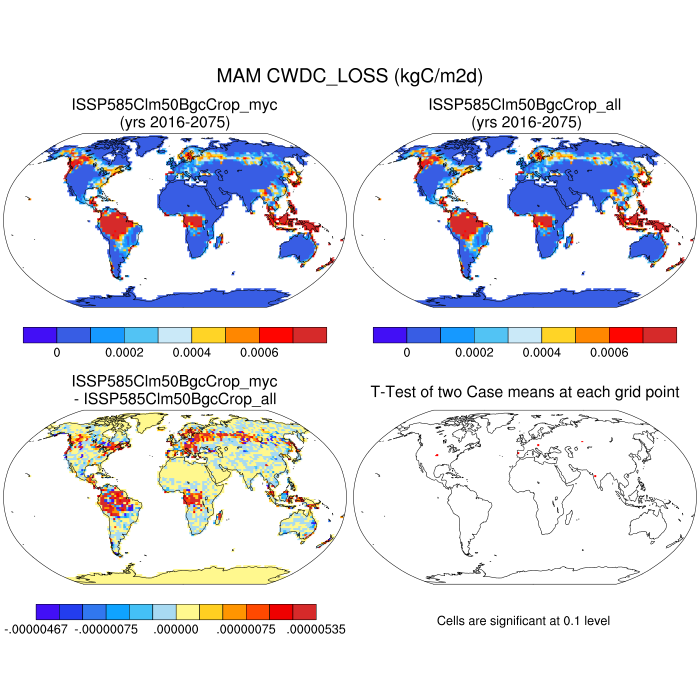 MAM CWDC_LOSS (kgC/m2d)
ISSP585Clm50BgcCrop_myc
(yrs 2016-2075)
ISSP585Clm50BgcCrop_all
(yrs 2016-2075)
0 0.0002 0.0004 0.0006
0 0.0002 0.0004 0.0006
ISSP585Clm50BgcCrop_myc
- ISSP585Clm50BgcCrop_all
T-Test of two Case means at each grid point
-.00000467 -.00000075 .000000 .00000075 .00000535
Cells are significant at 0.1 level